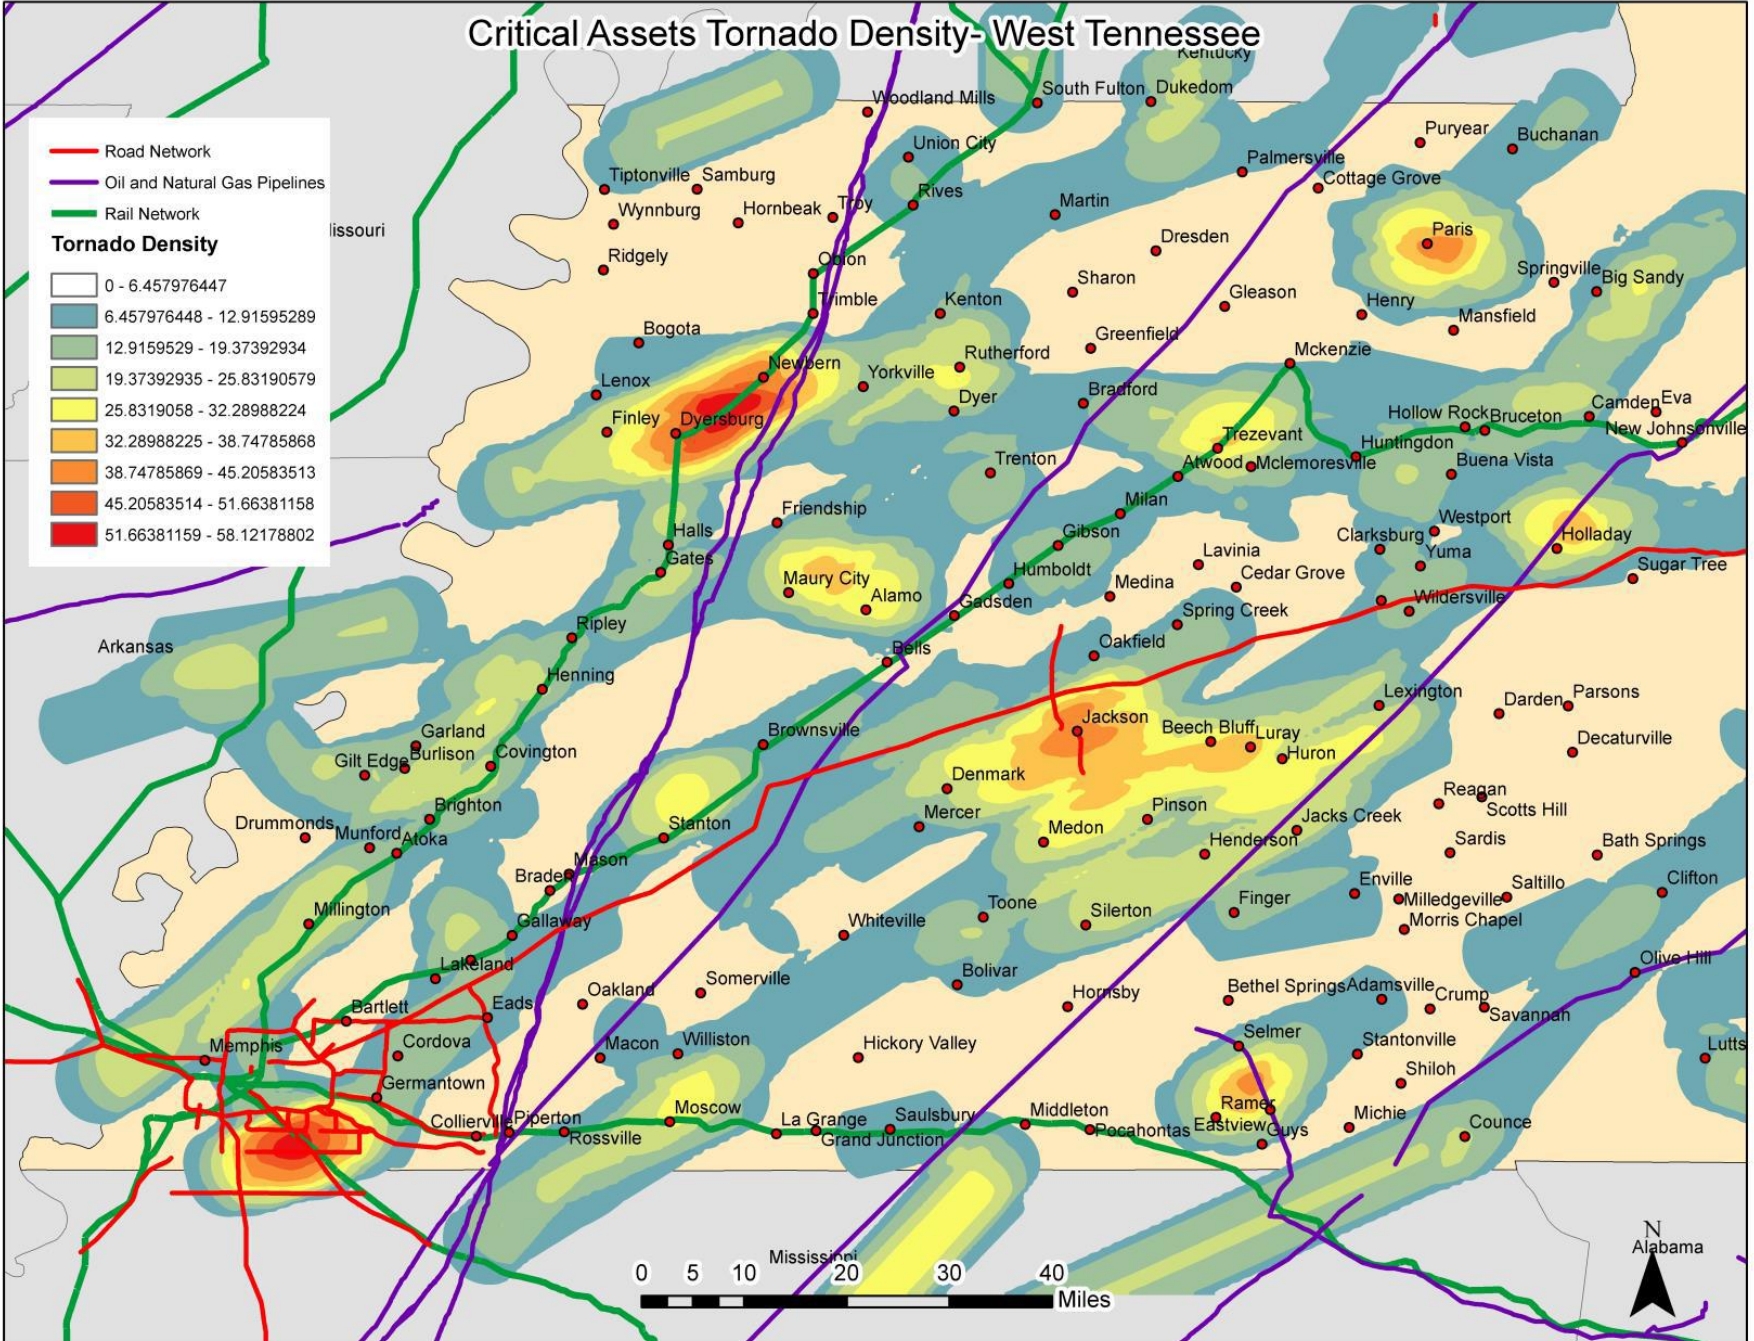 Critical Assets Tornado Density- West Tennessee
Kentucky
South Fulton
Dukedom
Woodland Mills
Puryear
Buchanan
Union City
Road Network
Oil and Natural Gas Pipelines
Rail Network
Tornado Density
0 - 6.457976447
6.457976448 - 12.91595289
12.9159529 - 19.37392934
19.37392935 - 25.83190579
25.8319058 - 32.28988224
32.28988225 - 38.74785868
38.74785869 - 45.20583513
45.20583514 - 51.66381158
51.66381159 - 58.12178802
issouri
Palmersville
Tiptonville
Samburg
Cottage Grove
Rives
Wynnburg
Hornbeak
Troy
Martin
Paris
Dresden
Ridgely
Obion
Springville
Big Sandy
Sharon
Trimble
Kenton
Gleason
Henry
Mansfield
Bogota
Greenfield
Rutherford
Mckenzie
Newbern
Yorkville
Lenox
Dyer
Bradford
Camden
Eva
Finley
Dyersburg
Hollow Rock
Bruceton
New Johnsonville
Trezevant
Huntingdon
Trenton
Atwood
Mclemoresville
Buena Vista
Milan
Friendship
Westport
Halls
Gibson
Clarksburg
Holladay
Gates
Lavinia
Yuma
Humboldt
Cedar Grove
Sugar Tree
Maury City
Medina
Alamo
Gadsden
Wildersville
Spring Creek
Ripley
Arkansas
Bells
Oakfield
Henning
Lexington
Darden
Parsons
Jackson
Garland
Brownsville
Beech Bluff
Luray
Decaturville
Gilt Edge
Burlison
Covington
Huron
Denmark
Reagan
Scotts Hill
Brighton
Mercer
Pinson
Drummonds
Munford
Atoka
Stanton
Medon
Jacks Creek
Henderson
Sardis
Bath Springs
Mason
Braden
Enville
Saltillo
Clifton
Millington
Toone
Finger
Milledgeville
Gallaway
Whiteville
Silerton
Morris Chapel
Lakeland
Olive Hill
Bolivar
Somerville
Oakland
Hornsby
Bethel Springs
Adamsville
Crump
Savannah
Bartlett
Eads
Memphis
Cordova
Macon
Williston
Hickory Valley
Selmer
Stantonville
Lutts
Shiloh
Germantown
Moscow
Ramer
Collierville
Piperton
Rossville
La Grange
Grand Junction
Saulsbury
Middleton
Pocahontas
Eastview
Guys
Michie
Counce
Mississippi
Alabama
N
0 5 10 20 30 40
Miles